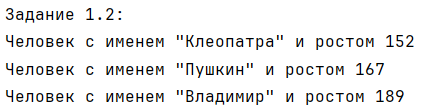 Задание 1.2:
Человек с именем "Клеопатра" и ростом 152
Человек с именем "Пушкин" и ростом 167
Человек с именем "Владимир" и ростом 189